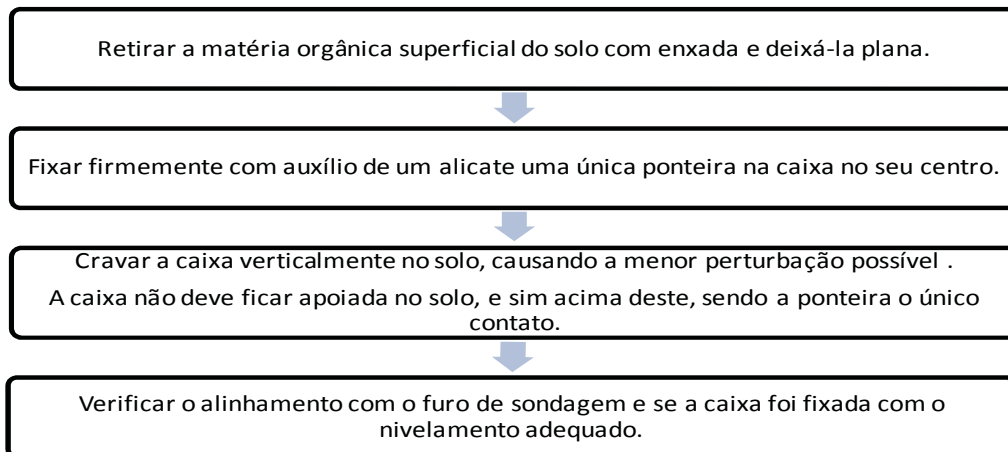 Retirar a matéria orgânica superficial do solo com enxada e deixá-la plana.
Fixar firmemente com auxílio de um alicate uma única ponteira na caixa no seu centro.
Cravar a caixa verticalmente no solo, causando a menor perturbação possível .
A caixa não deve ficar apoiada no solo, e sim acima deste, sendo a ponteira o único
contato.
Verificar o alinhamento com o furo de sondagem e se a caixa foi fixada com o
nivelamento adequado.